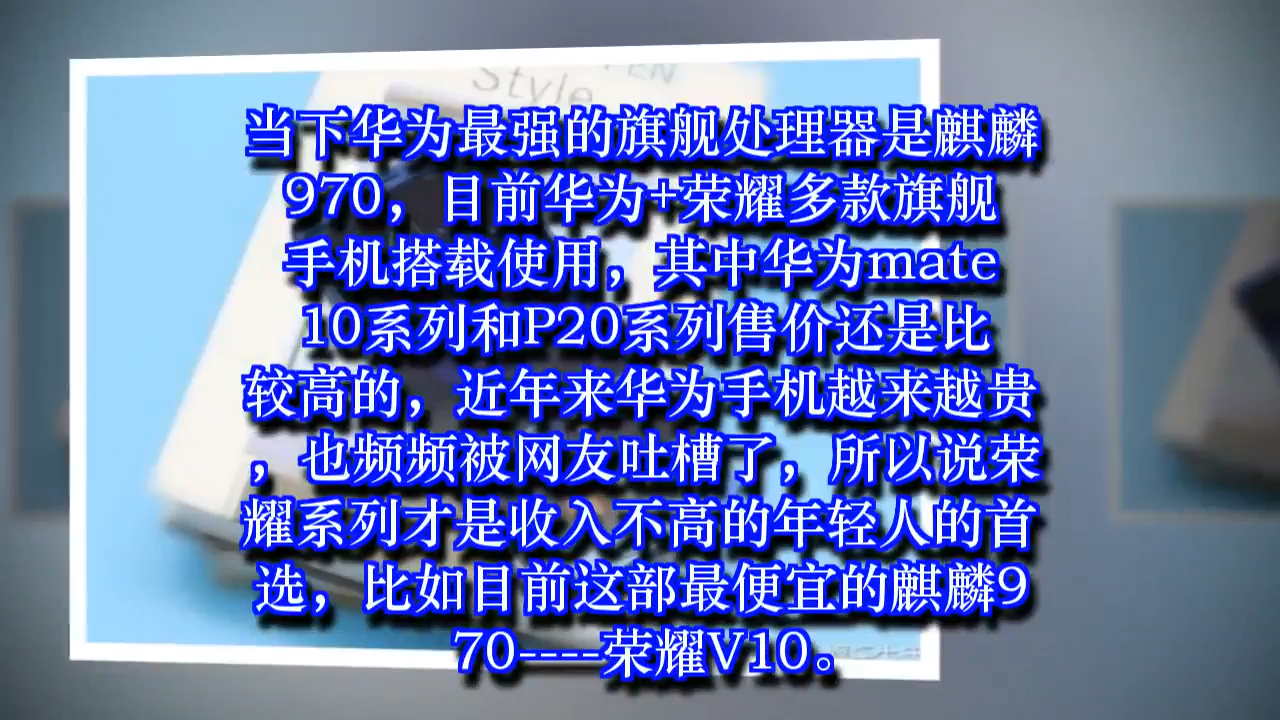 Style
PEN
当下华为最强的旗舰处理器是麒麟
970，目前华为+荣耀多款旗舰
手机搭载使用，其中华为mate
10系列和P20系列售价还是比
较高的，近年来华为手机越来越贵
，也频频被网友吐槽了，所以说荣
耀系列才是收入不高的年轻人的首
选，比如目前这部最便宜的麒麟9
70----荣耀V10。